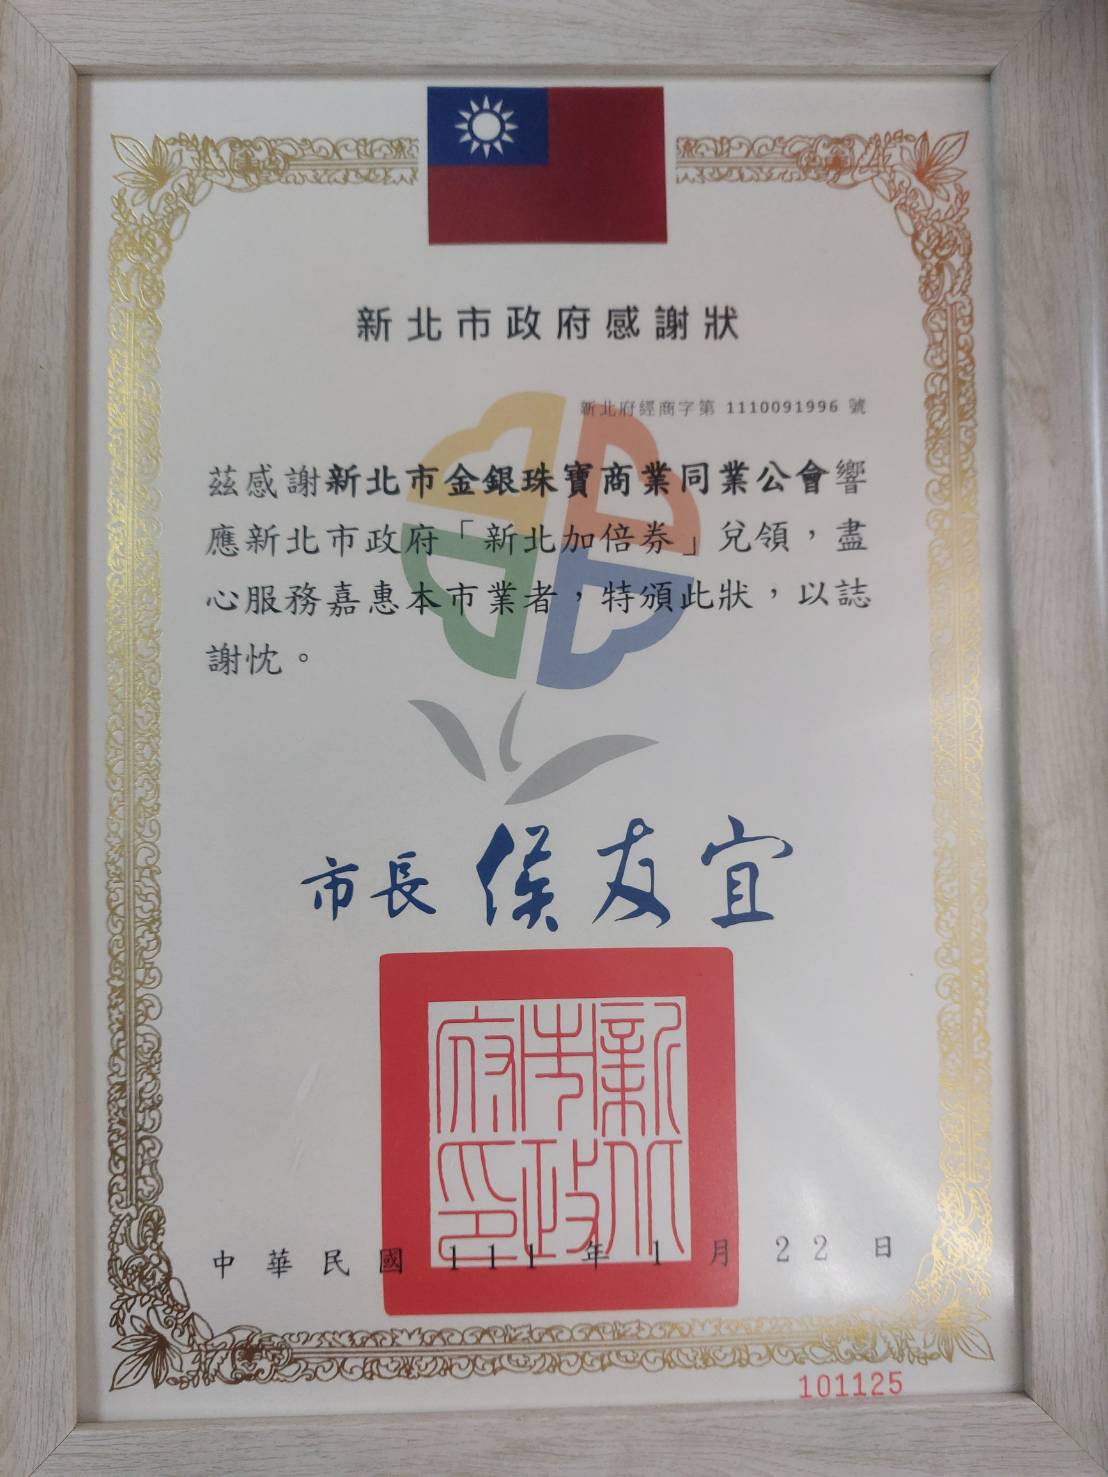 新北市政府感謝狀
新北府經商字第 1110091996 號
茲感謝新北市金銀珠寶商業同業公會響
應新北市政府「新北加倍券」兌領，盡
心服務嘉惠本市業者，特頒此狀，以誌
謝忱。
市長 侯友宜
新北市政府印
中華民國 111 年 1 月 22 日
101125